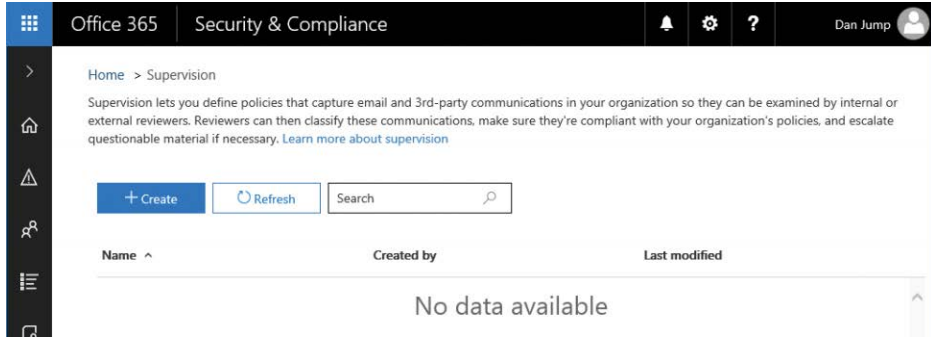 Office 365 Security & Compliance ? Dan Jump
Home > Supervision
Supervision lets you define policies that capture email and 3rd-party communications in your organization so they can be examined by internal or
external reviewers. Reviewers can then classify these communications, make sure they're compliant with your organization's policies, and escalate
questionable material if necessary. Learn more about supervision
+ Create Refresh Search
Name Created by Last modified
No data available